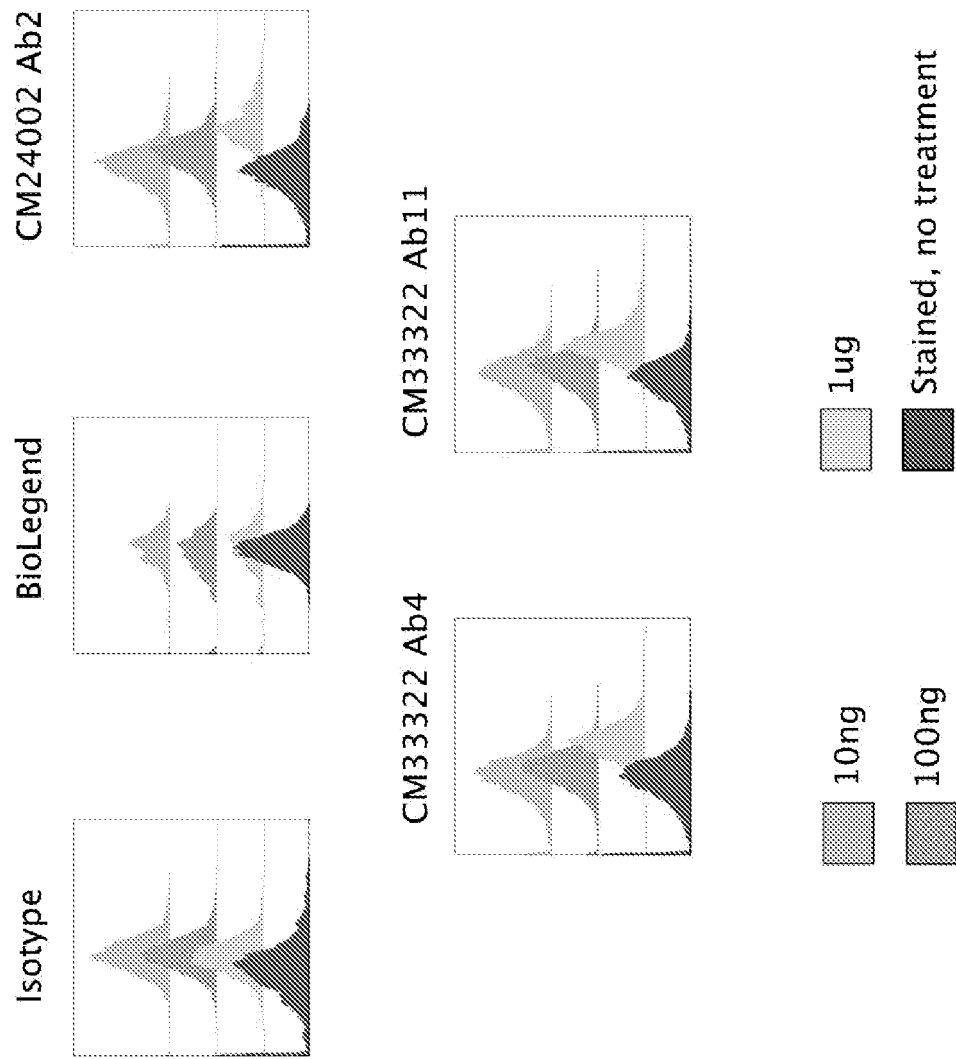 Isotype
BioLegend
CM24002 Ab2
CM33322 Ab4
CM33322 Ab11
10ng
100ng
1ug
Stained, no treatment